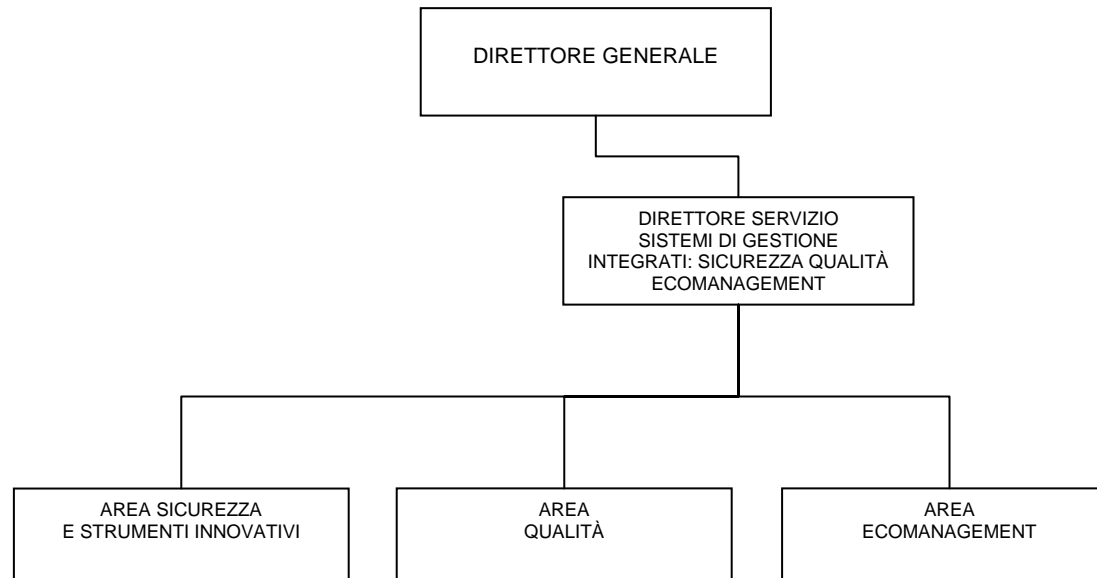 DIRETTORE GENERALE
DIRETTORE SERVIZIO
SISTEMI DI GESTIONE
INTEGRATI: SICUREZZA QUALITÀ
ECOMANAGEMENT
AREA SICUREZZA
E STRUMENTI INNOVATIVI
AREA
QUALITÀ
AREA
ECOMANAGEMENT